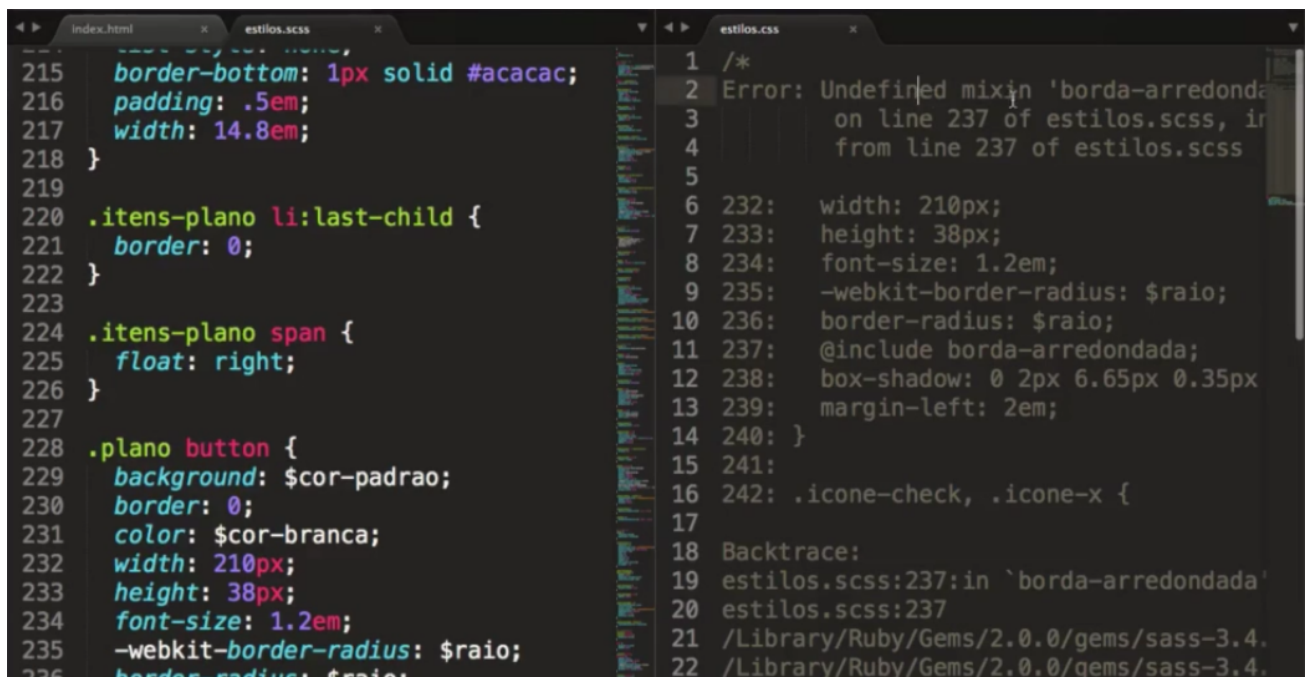 index.html × estilos.scss ×
215 border-bottom: 1px solid #acacac;
216 padding: .5em;
217 width: 14.8em;
218 }
219
220 .itens-plano li:last-child {
221 border: 0;
222 }
223
224 .itens-plano span {
225 float: right;
226 }
227
228 .plano button {
229 background: $cor-padrao;
230 border: 0;
231 color: $cor-branca;
232 width: 210px;
233 height: 38px;
234 font-size: 1.2em;
235 -webkit-border-radius: $raio;
236 border-radius: $raio;
estilos.css ×
1 /*
2 Error: Undefined mixin 'borda-arredonda
3 on line 237 of estilos.scss, in
4 from line 237 of estilos.scss
5
6 232: width: 210px;
7 233: height: 38px;
8 234: font-size: 1.2em;
9 235: -webkit-border-radius: $raio;
10 236: border-radius: $raio;
11 237: @include borda-arredondada;
12 238: box-shadow: 0 2px 6.65px 0.35px
13 239: margin-left: 2em;
14 240: }
15 241:
16 242: .icone-check, .icone-x {
17
18 Backtrace:
19 estilos.scss:237:in `borda-arredondada'
20 estilos.scss:237
21 /Library/Ruby/Gems/2.0.0/gems/sass-3.4.
22 /Library/Ruby/Gems/2.0.0/gems/sass-3.4.